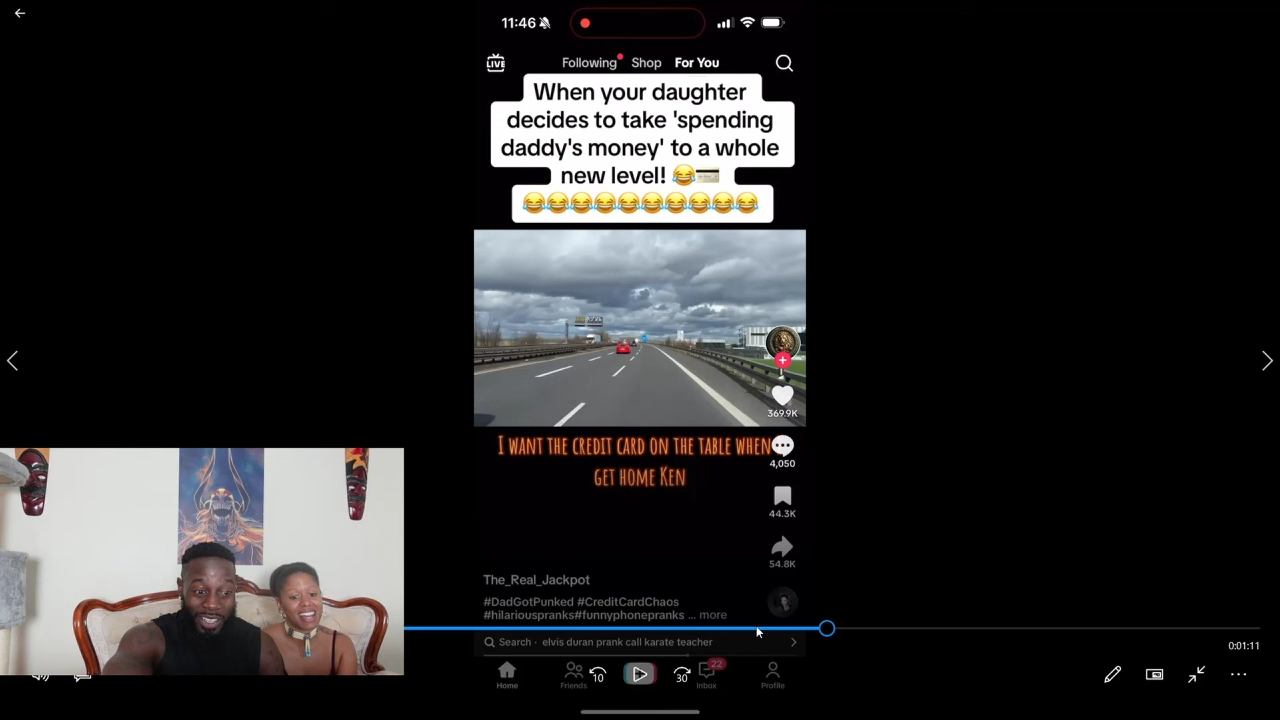 11:46
LIVE
Following Shop For You
When your daughter
decides to take 'spending
daddy's money' to a whole
new level! 😂💳
😂😂😂😂😂😂😂😂😂😂
369.9K
I want the credit card on the table when
get home Ken
4,050
44.3K
54.8K
The_Real_Jackpot
#DadGotPunked #CreditCardChaos
#hilariouspranks#funnyphonepranks ... more
Search · elvis duran prank call karate teacher
0:01:11
10
30
22
Home Friends Inbox Profile